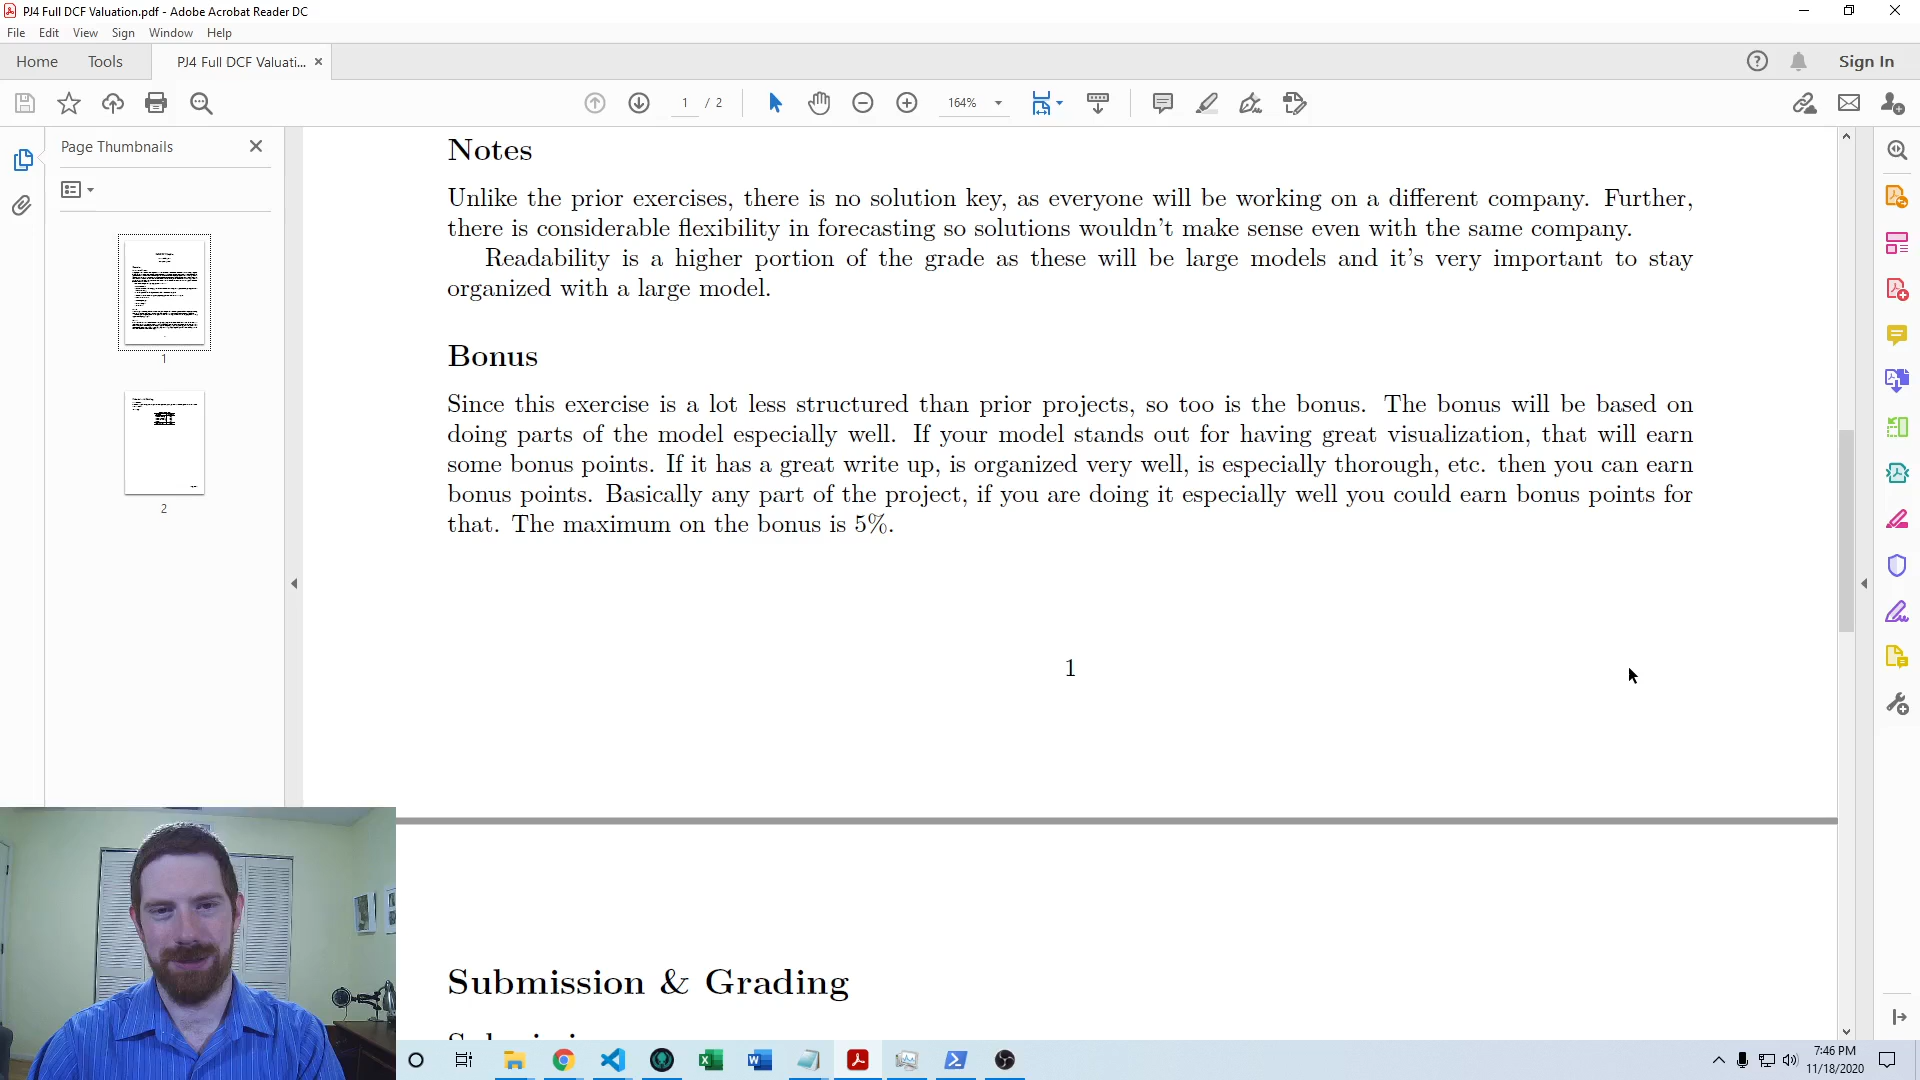 PJ4 Full DCF Valuation.pdf - Adobe Acrobat Reader DC
File Edit View Sign Window Help
Home Tools PJ4 Full DCF Valuati... Sign In
1 / 2 164%
Page Thumbnails
1
2
Notes
Unlike the prior exercises, there is no solution key, as everyone will be working on a different company. Further,
there is considerable flexibility in forecasting so solutions wouldn't make sense even with the same company.
Readability is a higher portion of the grade as these will be large models and it's very important to stay
organized with a large model.
Bonus
Since this exercise is a lot less structured than prior projects, so too is the bonus. The bonus will be based on
doing parts of the model especially well. If your model stands out for having great visualization, that will earn
some bonus points. If it has a great write up, is organized very well, is especially thorough, etc. then you can earn
bonus points. Basically any part of the project, if you are doing it especially well you could earn bonus points for
that. The maximum on the bonus is 5%.
1
Submission & Grading
7:46 PM
11/18/2020